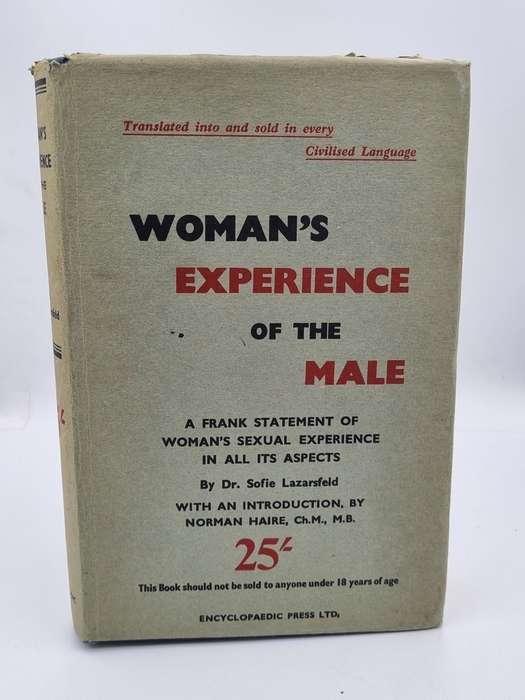 Translated into and sold in every
Civilised Language
WOMAN'S
EXPERIENCE
OF THE
MALE
A FRANK STATEMENT OF
WOMAN'S SEXUAL EXPERIENCE
IN ALL ITS ASPECTS
By Dr. Sofie Lazarsfeld
WITH AN INTRODUCTION, BY
NORMAN HAIRE, Ch.M., M.B.
25/-
This Book should not be sold to anyone under 18 years of age
ENCYCLOPAEDIC PRESS LTD.